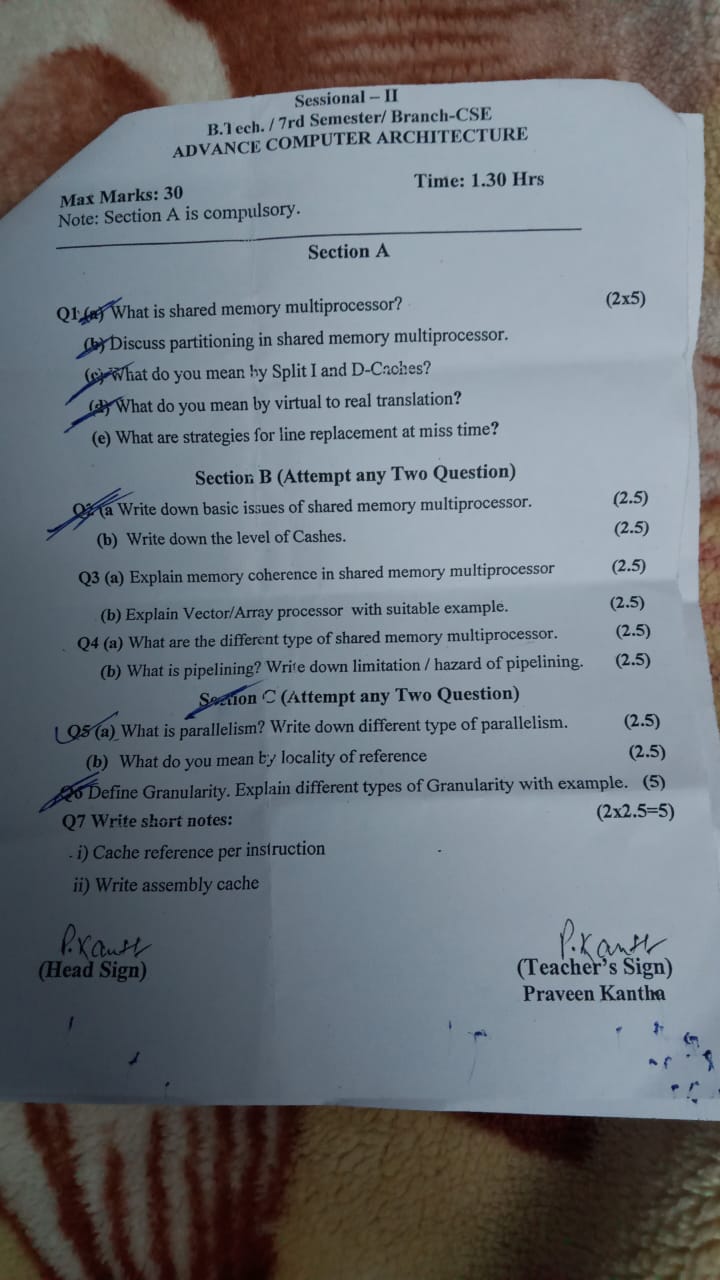 Sessional – II
B.Tech. / 7rd Semester/ Branch-CSE
ADVANCE COMPUTER ARCHITECTURE
Max Marks: 30
Time: 1.30 Hrs
Note: Section A is compulsory.
Section A
Q1 (a) What is shared memory multiprocessor? (2x5)
(b) Discuss partitioning in shared memory multiprocessor.
(c) What do you mean by Split I and D-Caches?
(d) What do you mean by virtual to real translation?
(e) What are strategies for line replacement at miss time?
Section B (Attempt any Two Question)
Q2 (a Write down basic issues of shared memory multiprocessor. (2.5)
(b) Write down the level of Cashes. (2.5)
Q3 (a) Explain memory coherence in shared memory multiprocessor (2.5)
(b) Explain Vector/Array processor with suitable example. (2.5)
Q4 (a) What are the different type of shared memory multiprocessor. (2.5)
(b) What is pipelining? Write down limitation / hazard of pipelining. (2.5)
Section C (Attempt any Two Question)
Q5 (a) What is parallelism? Write down different type of parallelism. (2.5)
(b) What do you mean by locality of reference (2.5)
Q6 Define Granularity. Explain different types of Granularity with example. (5)
Q7 Write short notes: (2x2.5=5)
i) Cache reference per instruction
ii) Write assembly cache
P.Kanth P.Kanth
(Head Sign) (Teacher's Sign)
Praveen Kantha